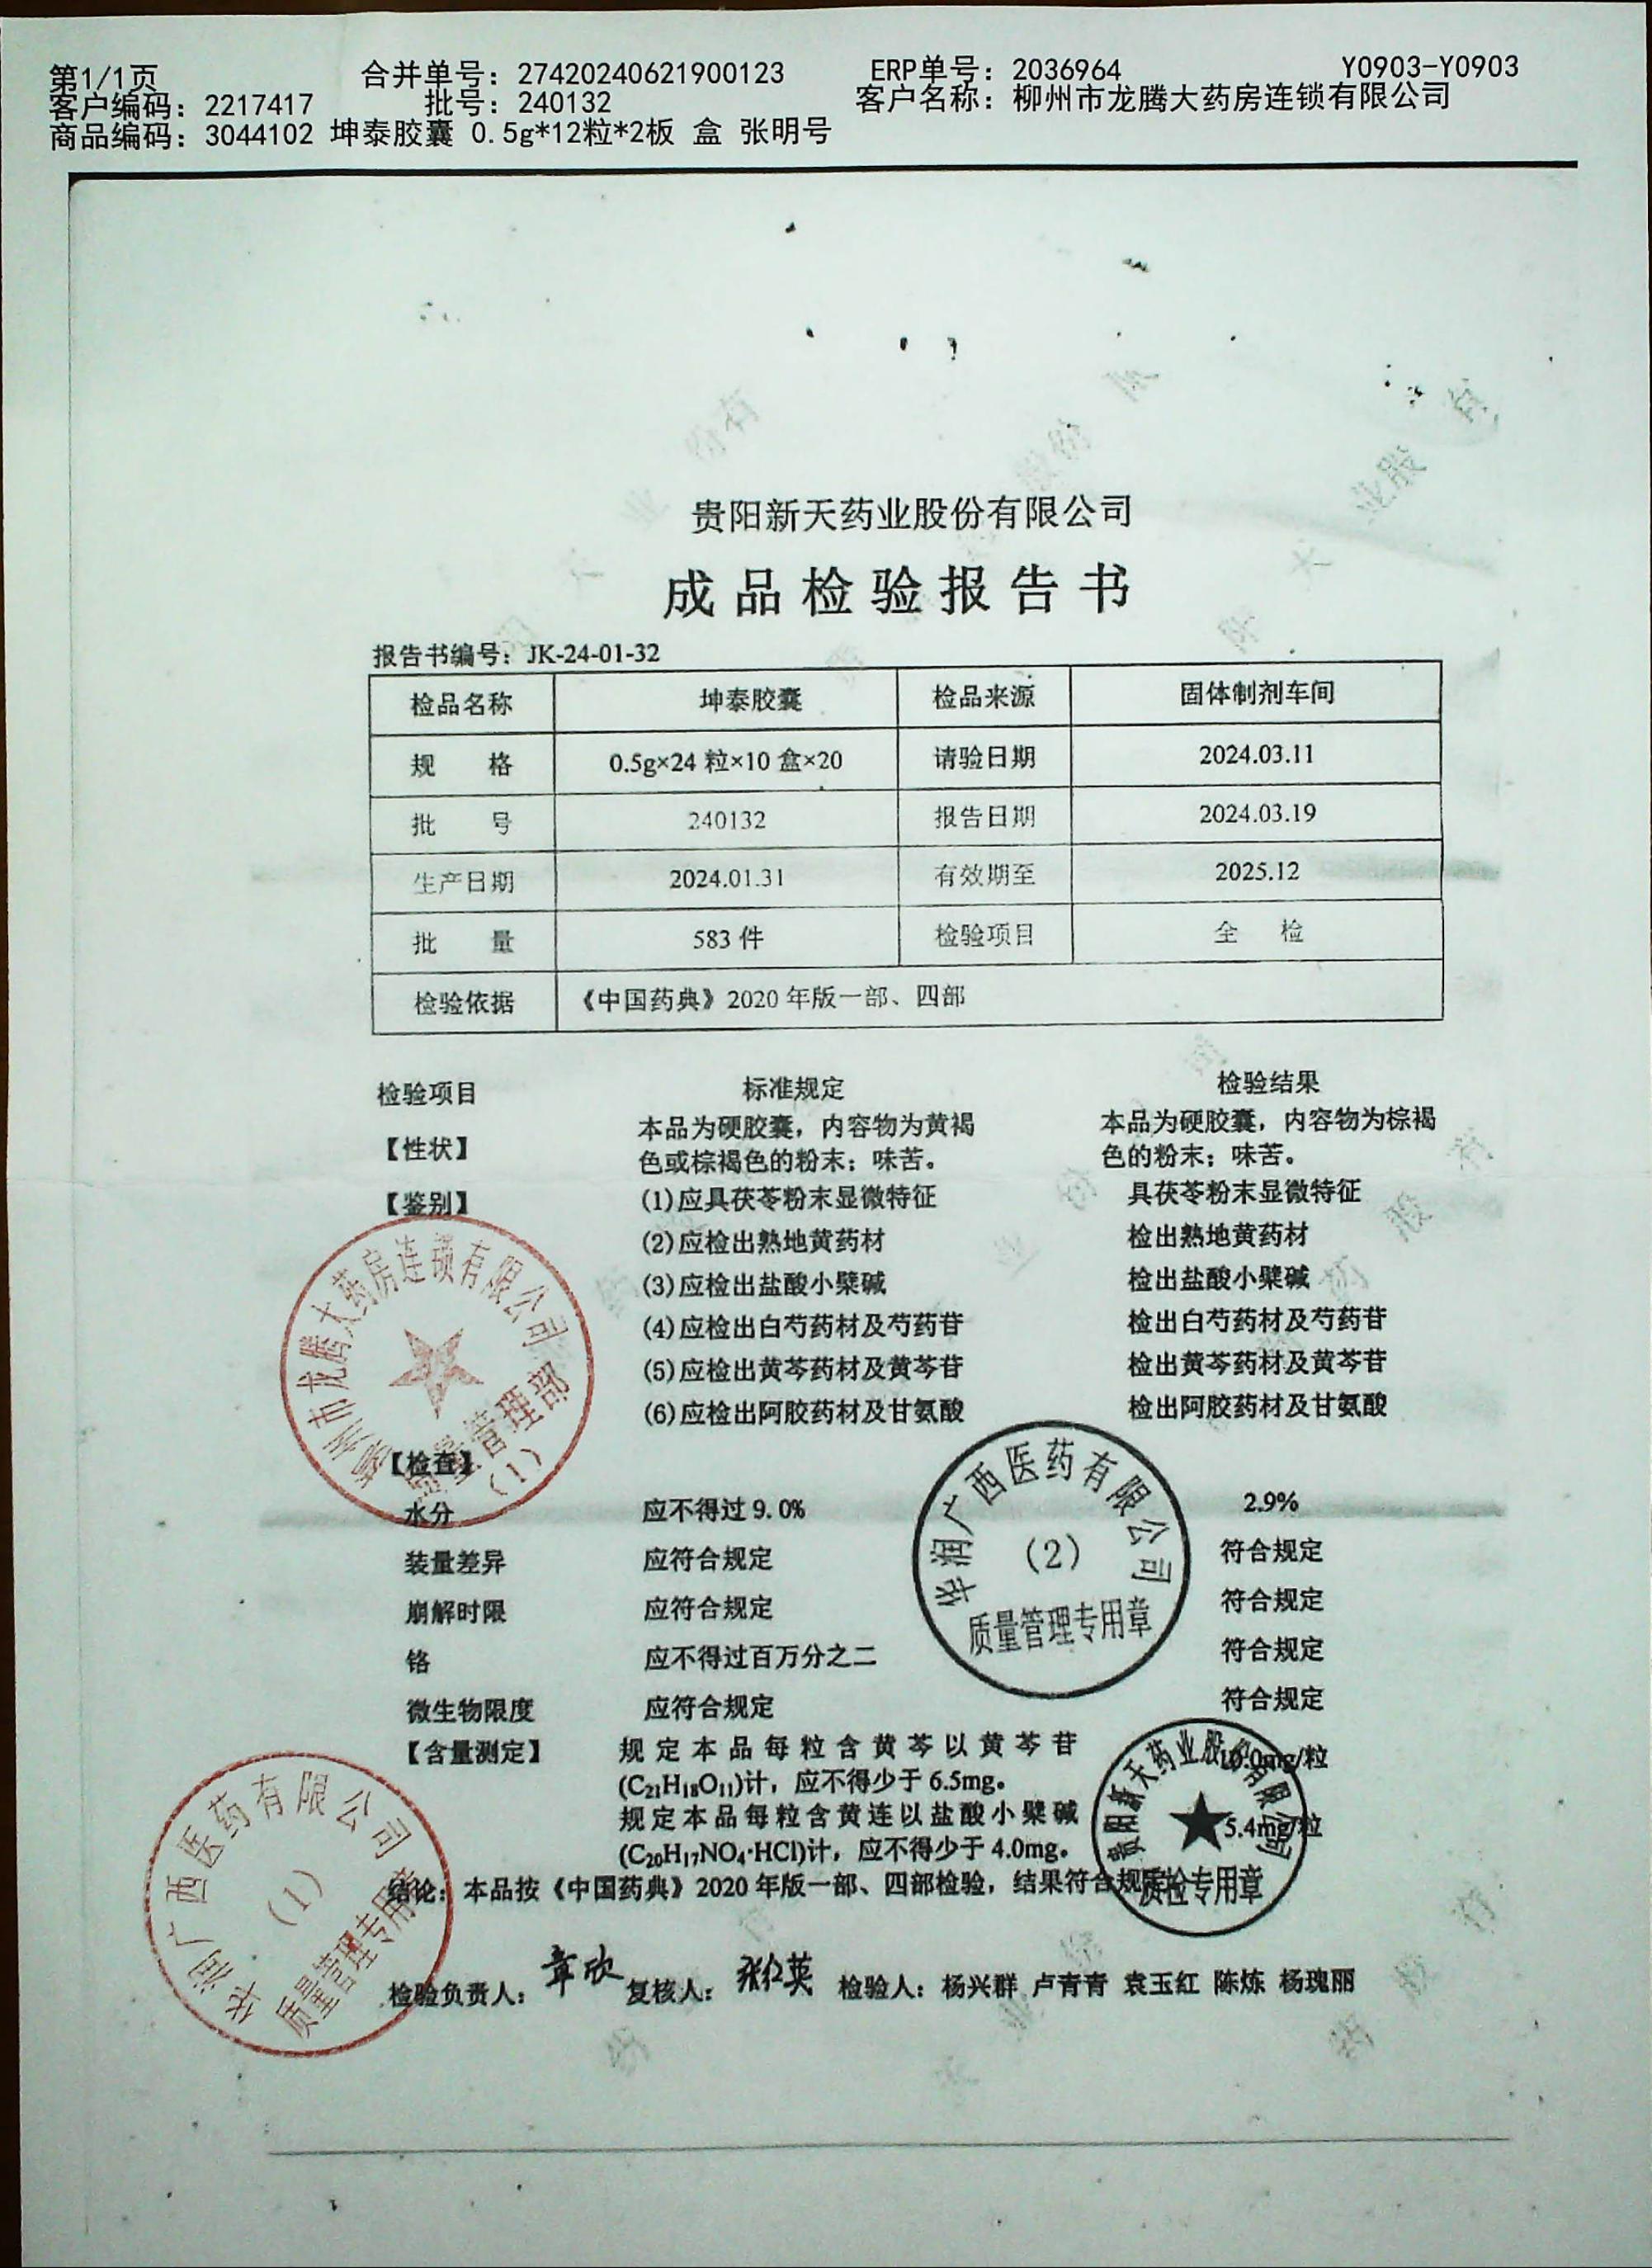 第1/1页 合并单号：27420240621900123 ERP单号：2036964 Y0903-Y0903
客户编码：2217417 批号：240132 客户名称：柳州市龙腾大药房连锁有限公司
商品编码：3044102 坤泰胶囊 0.5g*12粒*2板 盒 张明号
贵阳新天药业股份有限公司
成品检验报告书
报告书编号：JK-24-01-32
检品名称 坤泰胶囊 检品来源 固体制剂车间
规 格 0.5g×24 粒×10 盒×20 请验日期 2024.03.11
批 号 240132 报告日期 2024.03.19
生产日期 2024.01.31 有效期至 2025.12
批 量 583 件 检验项目 全 检
检验依据 《中国药典》2020 年版一部、四部
检验项目 标准规定 检验结果
【性状】 本品为硬胶囊，内容物为黄褐 本品为硬胶囊，内容物为棕褐
色或棕褐色的粉末；味苦。 色的粉末；味苦。
【鉴别】 (1)应具茯苓粉末显微特征 具茯苓粉末显微特征
(2)应检出熟地黄药材 检出熟地黄药材
(3)应检出盐酸小檗碱 检出盐酸小檗碱
(4)应检出白芍药材及芍药苷 检出白芍药材及芍药苷
(5)应检出黄芩药材及黄芩苷 检出黄芩药材及黄芩苷
(6)应检出阿胶药材及甘氨酸 检出阿胶药材及甘氨酸
【检查】
水分 应不得过 9.0% 2.9%
装量差异 应符合规定 符合规定
崩解时限 应符合规定 符合规定
铬 应不得过百万分之二 符合规定
微生物限度 应符合规定 符合规定
【含量测定】 规定本品每粒含黄芩以黄芩苷 10.0mg/粒
(C₂₁H₁₈O₁₁)计，应不得少于 6.5mg。
规定本品每粒含黄连以盐酸小檗碱 5.4mg/粒
(C₂₀H₁₇NO₄·HCl)计，应不得少于 4.0mg。
结论：本品按《中国药典》2020 年版一部、四部检验，结果符合规定
检验负责人：章欣 复核人：张红英 检验人：杨兴群 卢青青 袁玉红 陈炼 杨瑰丽
柳州市龙腾大药房连锁有限公司
质量管理部
(1)
华润广西医药有限公司
(2)
质量管理专用章
贵阳新天药业股份有限公司
质检专用章
华润广西医药有限公司
(1)
质量管理专用章